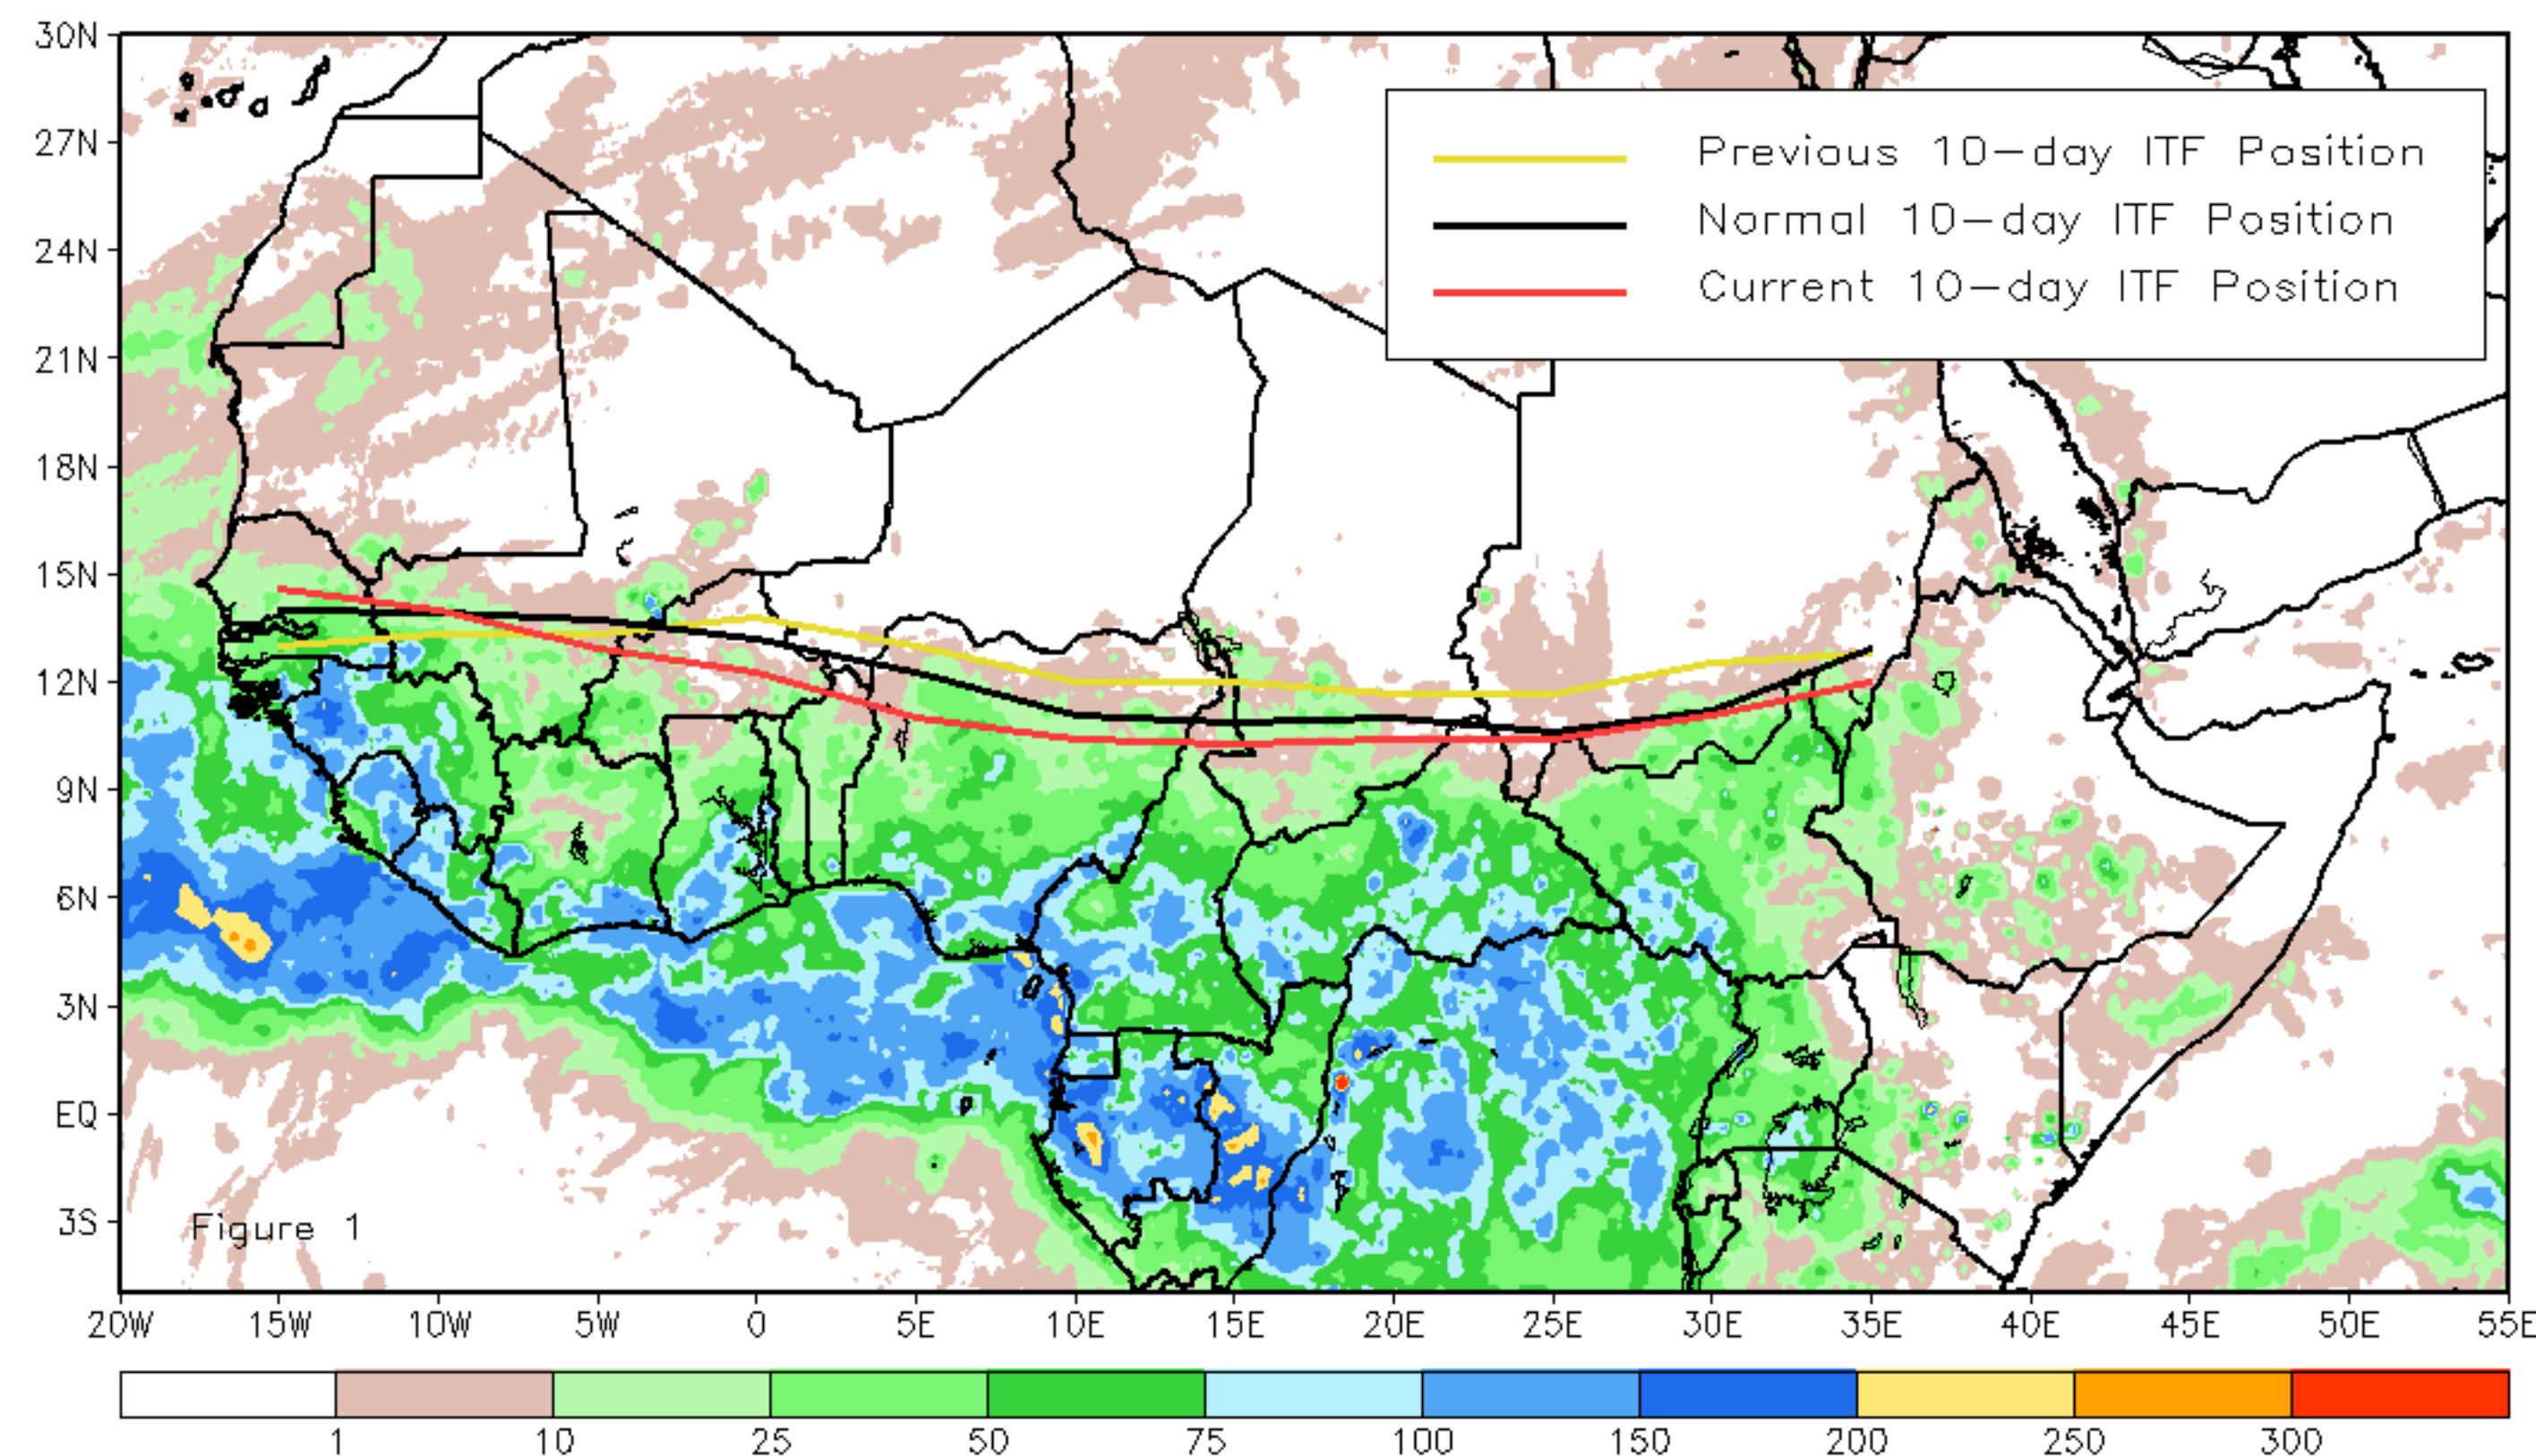 30N
27N
24N
21N
18N
15N
12N
9N
6N
3N
EQ
3S
Previous 10-day ITF Position
Normal 10-day ITF Position
Current 10-day ITF Position
Figure 1
20W 15W 10W 5W 0 5E 10E 15E 20E 25E 30E 35E 40E 45E 50E 55E
1 10 25 50 75 100 150 200 250 300